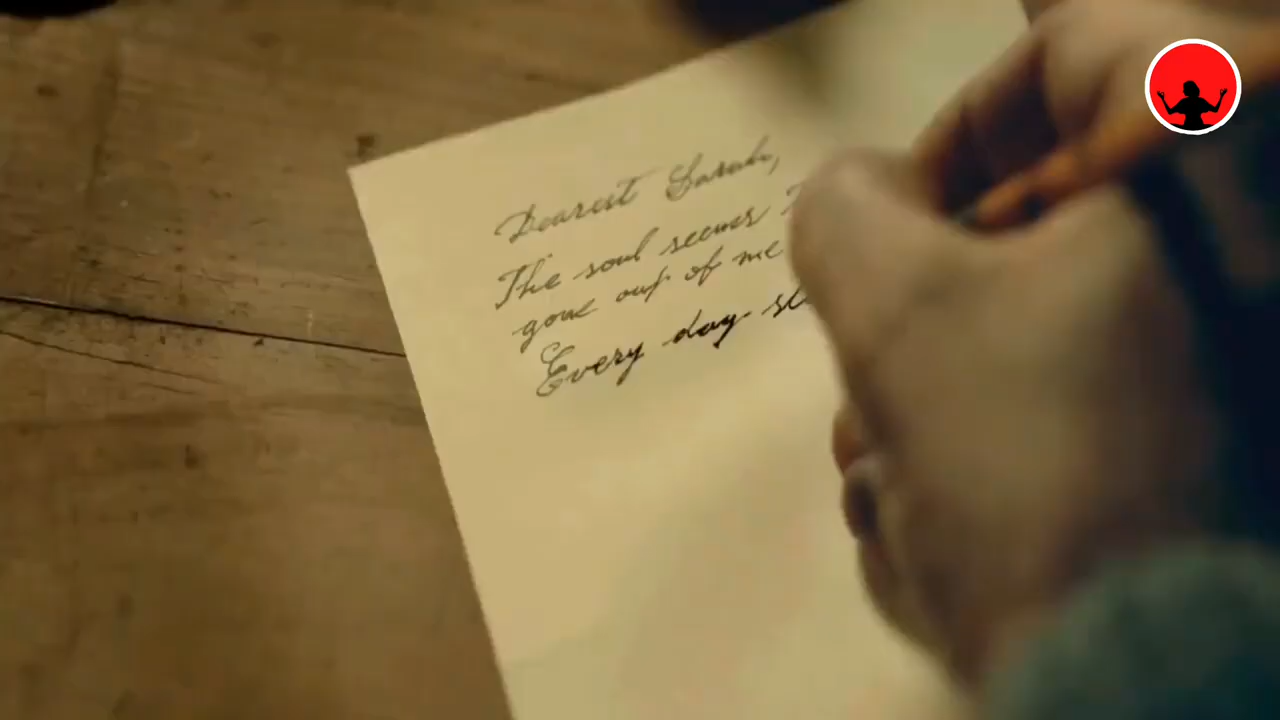 Dearest Sarah,
The soul seems
gone out of me
Every day